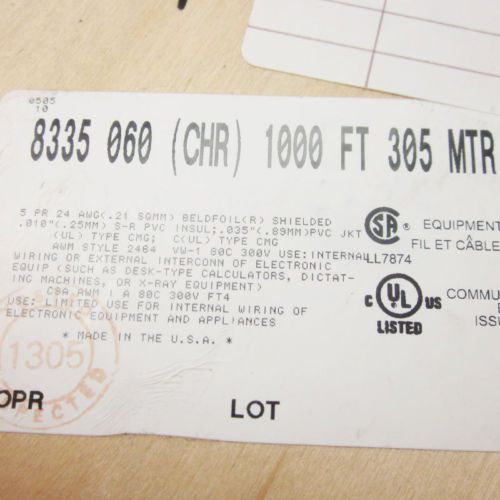 0505
10
8335 060 (CHR) 1000 FT 305 MTR
5 PR 24 AWG(.21 SQMM) BELDFOIL(R) SHIELDED
.010"(.25MM) S-R PVC INSUL;.035"(.89MM)PVC JKT
(UL) TYPE CMG; C(UL) TYPE CMG
AWM STYLE 2464 VW-1 80C 300V USE:INTERNAL
WIRING OR EXTERNAL INTERCONN OF ELECTRONIC
EQUIP (SUCH AS DESK-TYPE CALCULATORS, DICTAT-
ING MACHINES, OR X-RAY EQUIPMENT)
CSA AWM I A 80C 300V FT4
USE: LIMITED USE FOR INTERNAL WIRING OF
ELECTRONIC EQUIPMENT AND APPLIANCES
* MADE IN THE U.S.A. *
SA ® EQUIPMENT
FIL ET CÂBLE
LL7874
C UL US
LISTED
COMMU
ISSU
1305
PECTED
OPR LOT